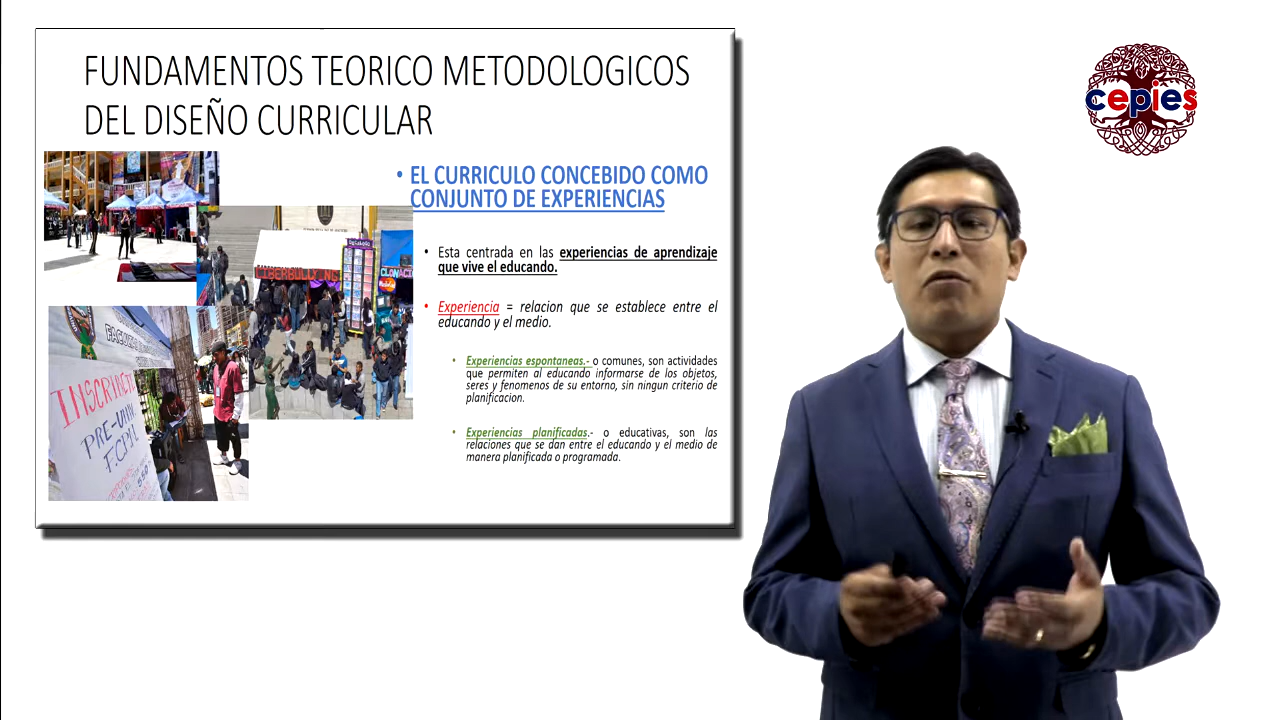 FUNDAMENTOS TEORICO METODOLOGICOS
DEL DISEÑO CURRICULAR
cepies
• EL CURRICULO CONCEBIDO COMO
CONJUNTO DE EXPERIENCIAS
• Esta centrada en las experiencias de aprendizaje
que vive el educando.
• Experiencia = relacion que se establece entre el
educando y el medio.
• Experiencias espontaneas.- o comunes, son actividades
que permiten al educando informarse de los objetos,
seres y fenomenos de su entorno, sin ningun criterio de
planificacion.
• Experiencias planificadas.- o educativas, son las
relaciones que se dan entre el educando y el medio de
manera planificada o programada.
CIBERBULLYNG
CLONAC
INSCRIPCI
PRE-UNIV